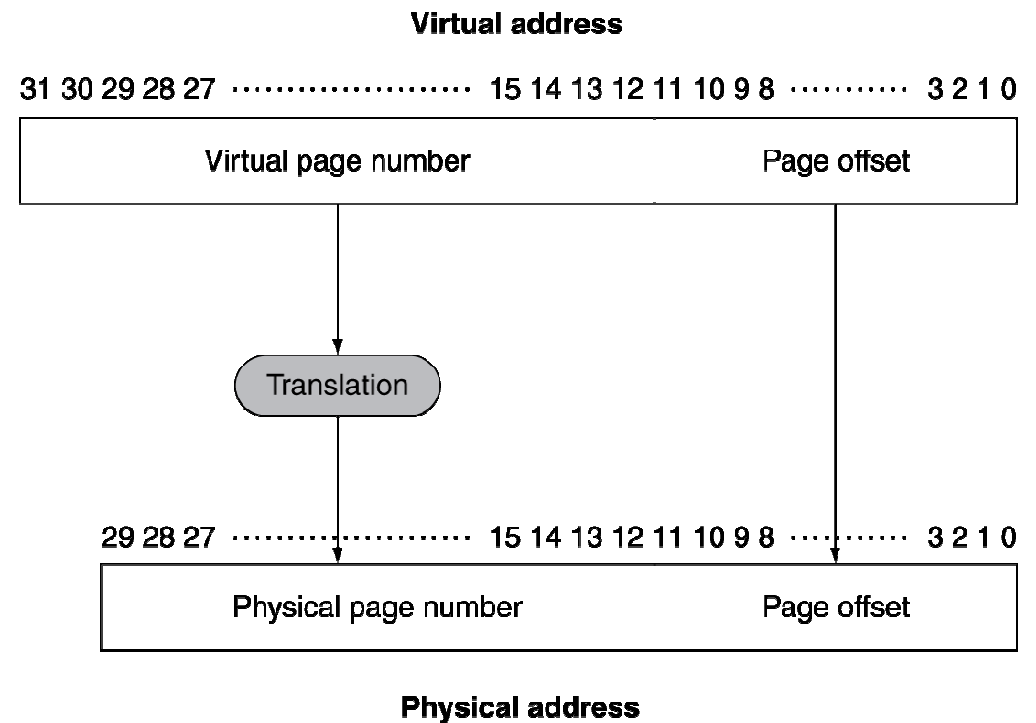 Virtual address
31 30 29 28 27 ...................... 15 14 13 12 11 10 9 8 ........... 3 2 1 0
Virtual page number Page offset
Translation
29 28 27 ...................... 15 14 13 12 11 10 9 8 ........... 3 2 1 0
Physical page number Page offset
Physical address